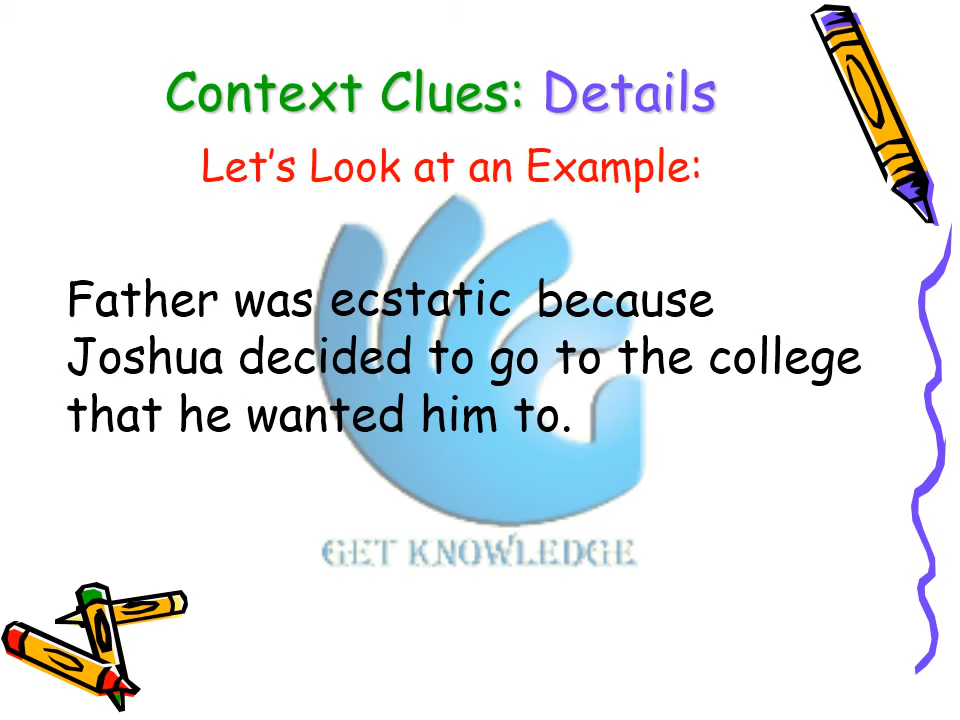 Context Clues: Details
Let's Look at an Example:
Father was ecstatic because
Joshua decided to go to the college
that he wanted him to.
GET KNOWLEDGE